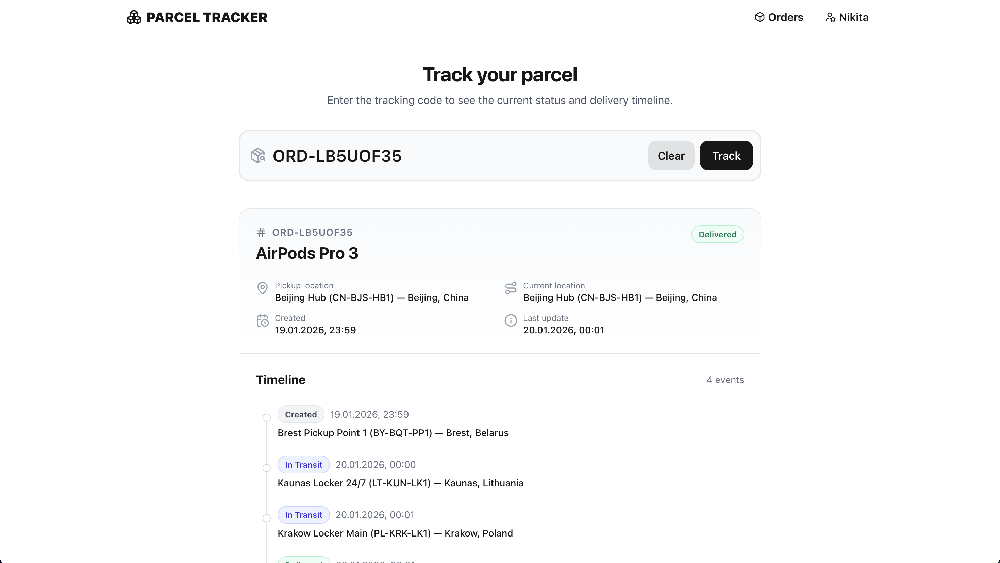 PARCEL TRACKER
Orders
Nikita
Track your parcel
Enter the tracking code to see the current status and delivery timeline.
ORD-LB5UOF35
Clear
Track
# ORD-LB5UOF35
Delivered
AirPods Pro 3
Pickup location
Beijing Hub (CN-BJS-HB1) — Beijing, China
Current location
Beijing Hub (CN-BJS-HB1) — Beijing, China
Created
19.01.2026, 23:59
Last update
20.01.2026, 00:01
Timeline
4 events
Created 19.01.2026, 23:59
Brest Pickup Point 1 (BY-BQT-PP1) — Brest, Belarus
In Transit 20.01.2026, 00:00
Kaunas Locker 24/7 (LT-KUN-LK1) — Kaunas, Lithuania
In Transit 20.01.2026, 00:01
Krakow Locker Main (PL-KRK-LK1) — Krakow, Poland